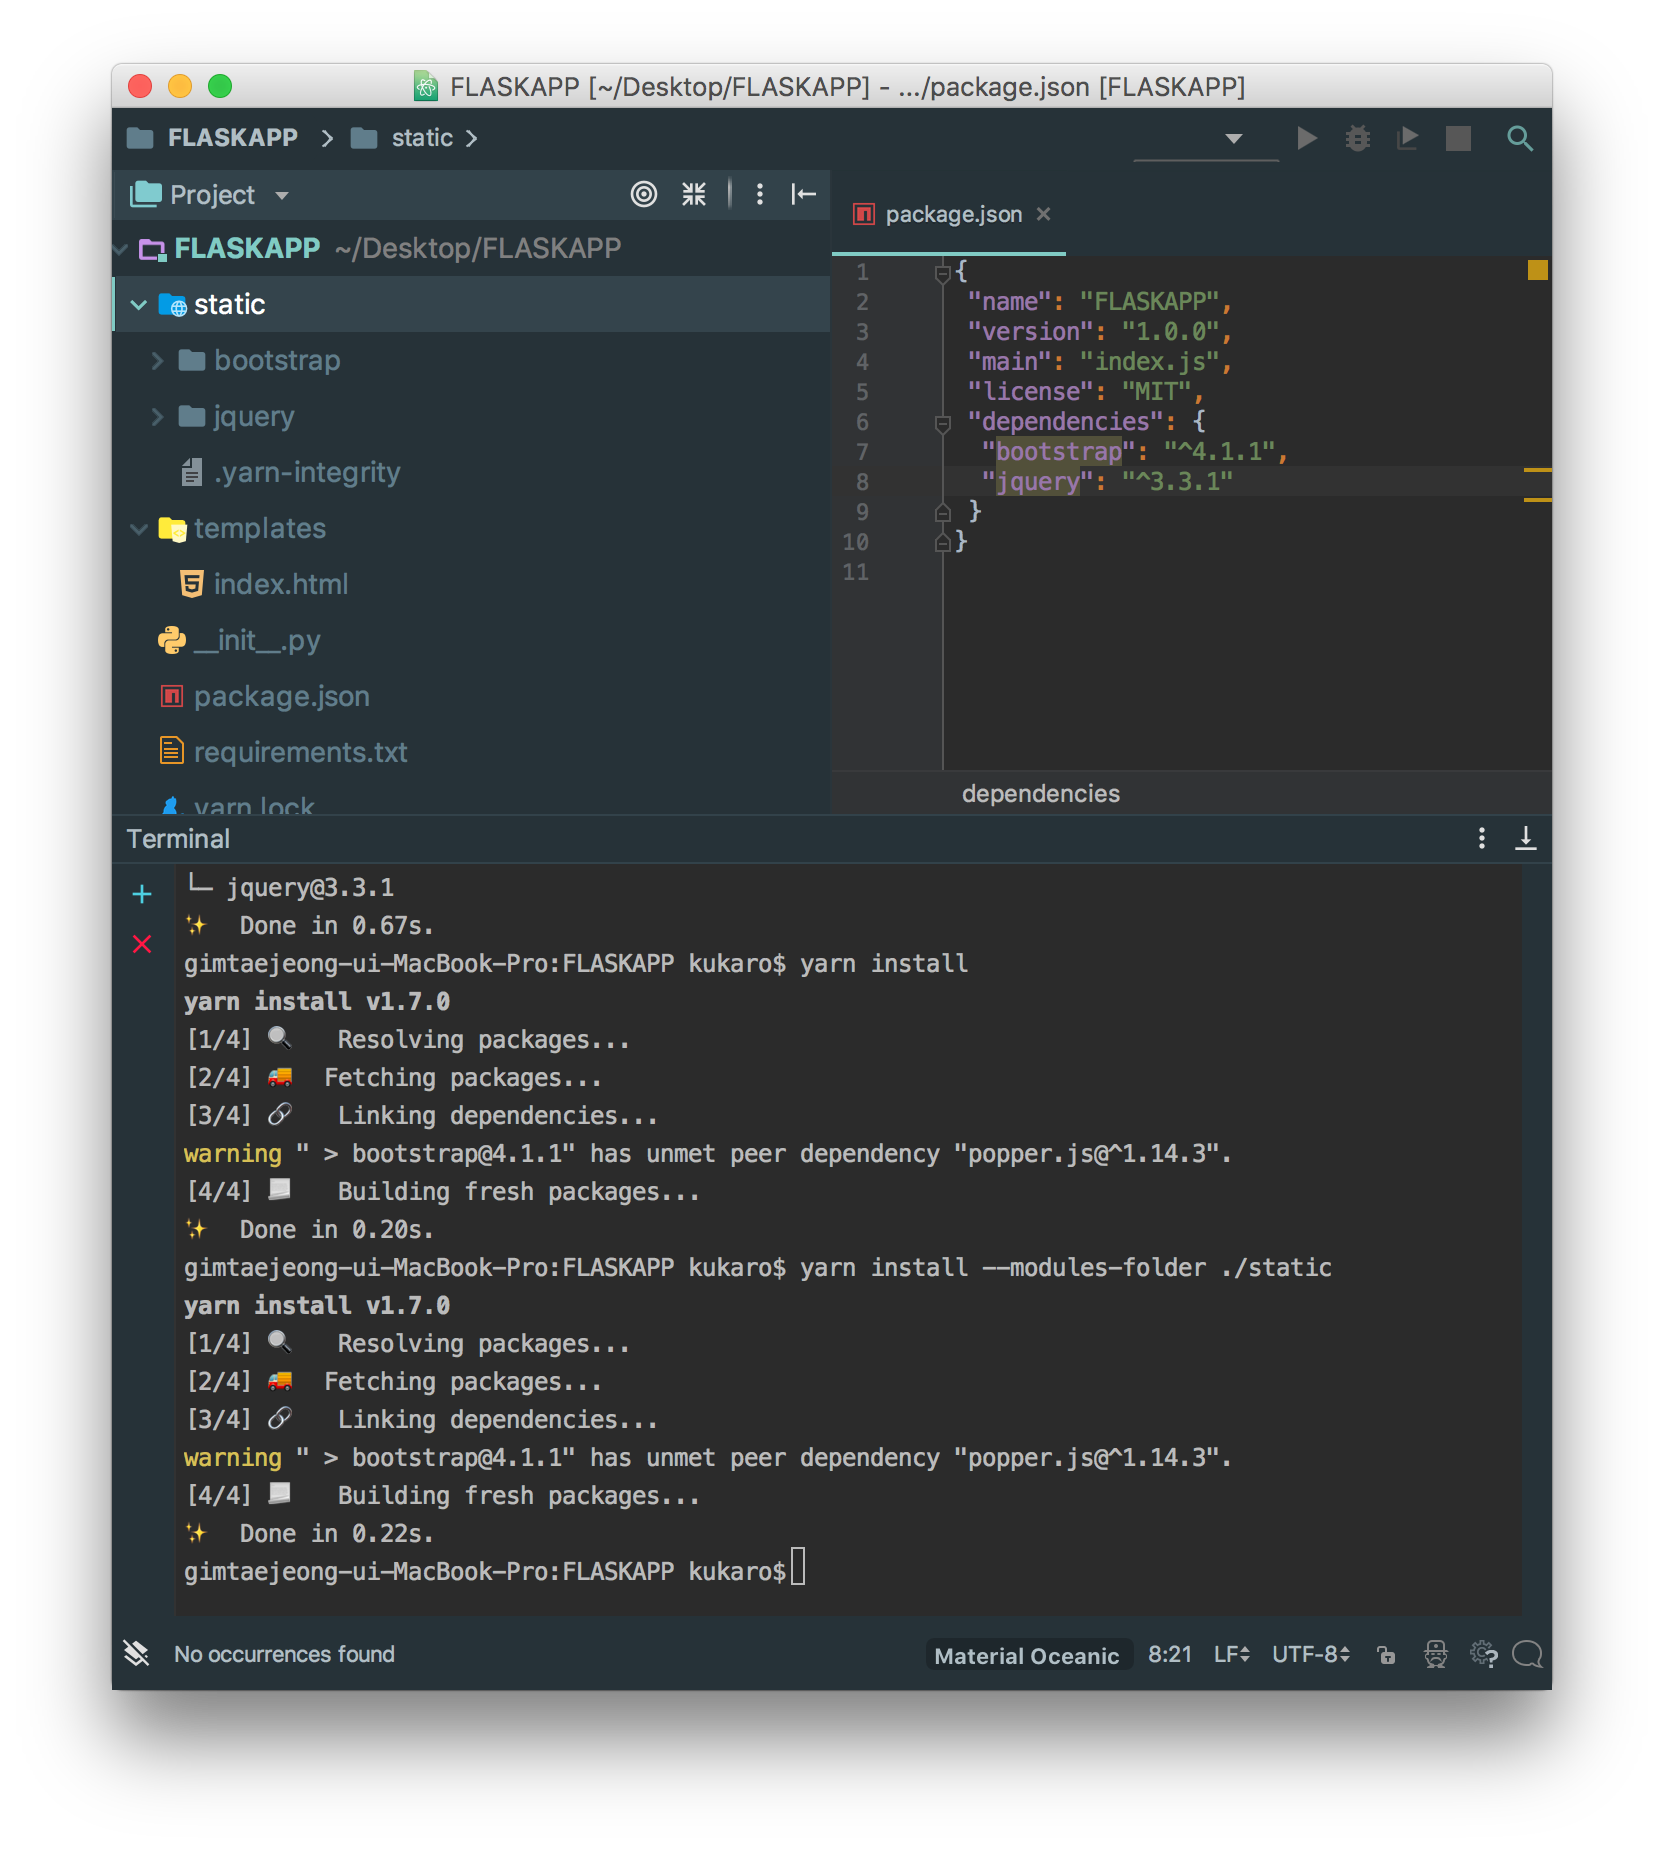 FLASKAPP [~/Desktop/FLASKAPP] - .../package.json [FLASKAPP]
FLASKAPP
static
Project
FLASKAPP ~/Desktop/FLASKAPP
static
bootstrap
jquery
.yarn-integrity
templates
index.html
__init__.py
package.json
requirements.txt
yarn.lock
package.json
1 {
2 "name": "FLASKAPP",
3 "version": "1.0.0",
4 "main": "index.js",
5 "license": "MIT",
6 "dependencies": {
7 "bootstrap": "^4.1.1",
8 "jquery": "^3.3.1"
9 }
10 }
11
dependencies
Terminal
└─ jquery@3.3.1
✨ Done in 0.67s.
gimtaejeong-ui-MacBook-Pro:FLASKAPP kukaro$ yarn install
yarn install v1.7.0
[1/4] 🔍 Resolving packages...
[2/4] 🚚 Fetching packages...
[3/4] 🔗 Linking dependencies...
warning " > bootstrap@4.1.1" has unmet peer dependency "popper.js@^1.14.3".
[4/4] 📃 Building fresh packages...
✨ Done in 0.20s.
gimtaejeong-ui-MacBook-Pro:FLASKAPP kukaro$ yarn install --modules-folder ./static
yarn install v1.7.0
[1/4] 🔍 Resolving packages...
[2/4] 🚚 Fetching packages...
[3/4] 🔗 Linking dependencies...
warning " > bootstrap@4.1.1" has unmet peer dependency "popper.js@^1.14.3".
[4/4] 📃 Building fresh packages...
✨ Done in 0.22s.
gimtaejeong-ui-MacBook-Pro:FLASKAPP kukaro$
No occurrences found
Material Oceanic 8:21 LF UTF-8